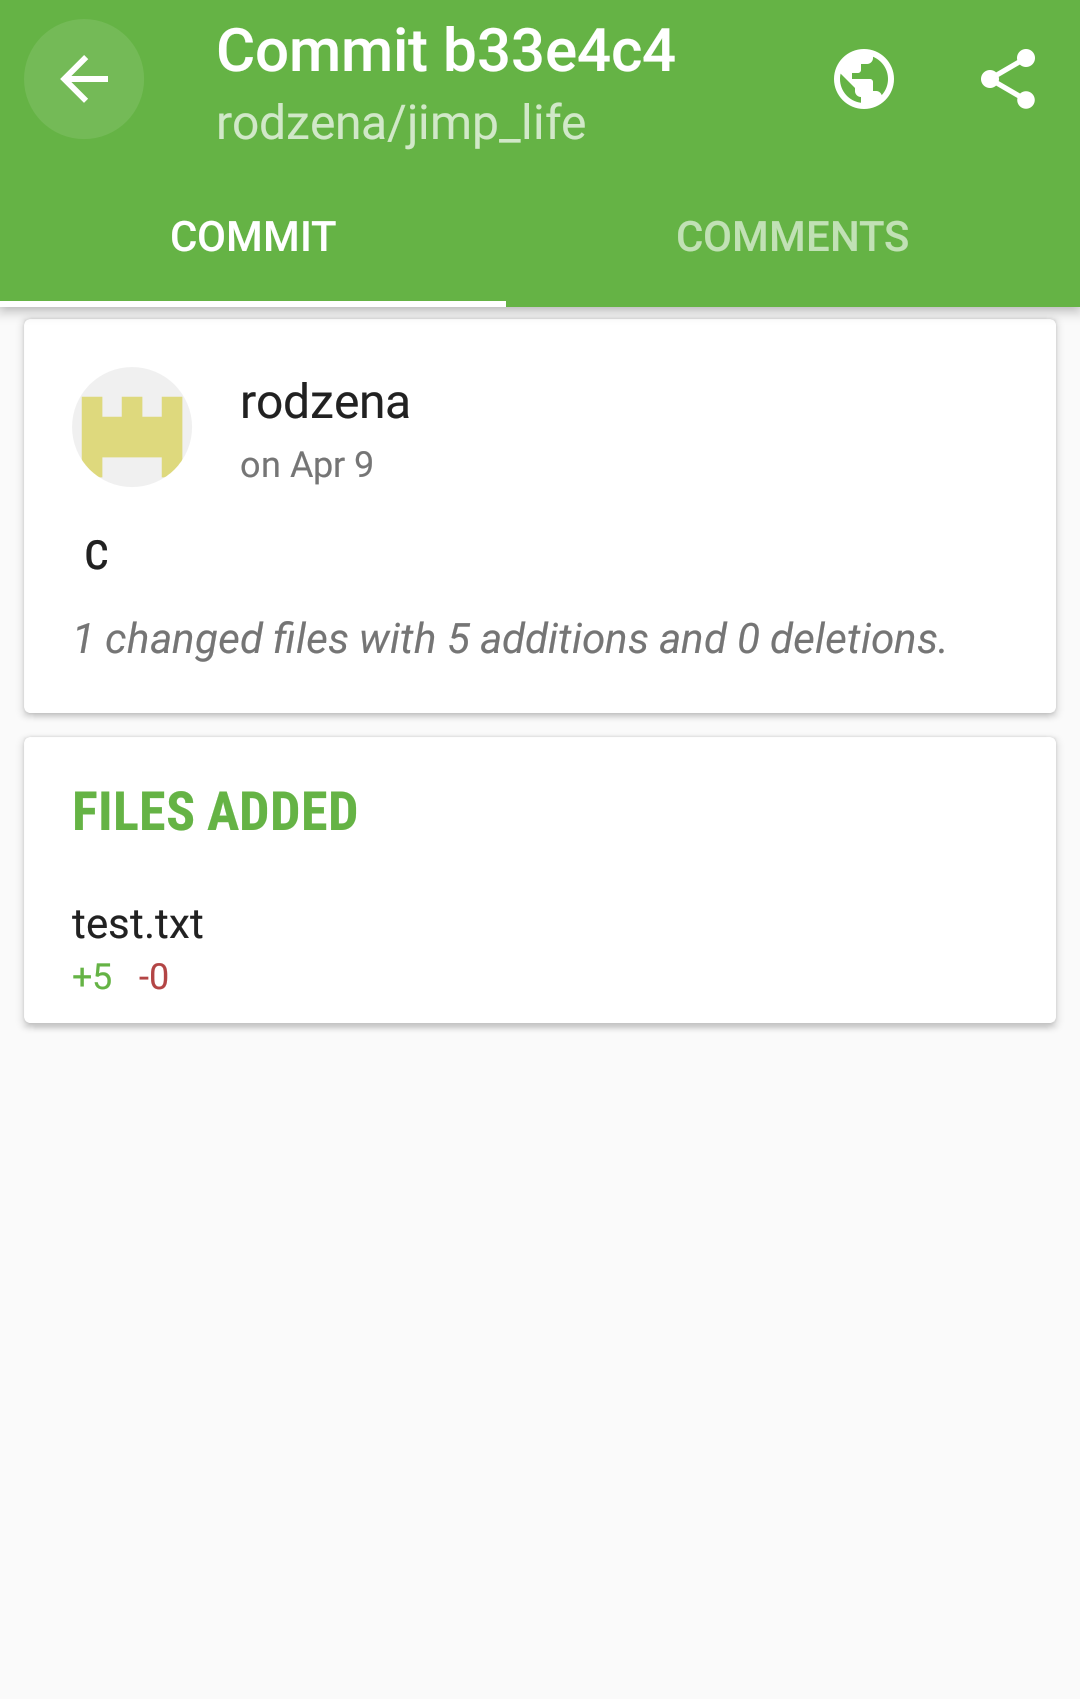 Commit b33e4c4
rodzena/jimp_life
COMMIT
COMMENTS
rodzena
on Apr 9
C
1 changed files with 5 additions and 0 deletions.
FILES ADDED
test.txt
+5 -0